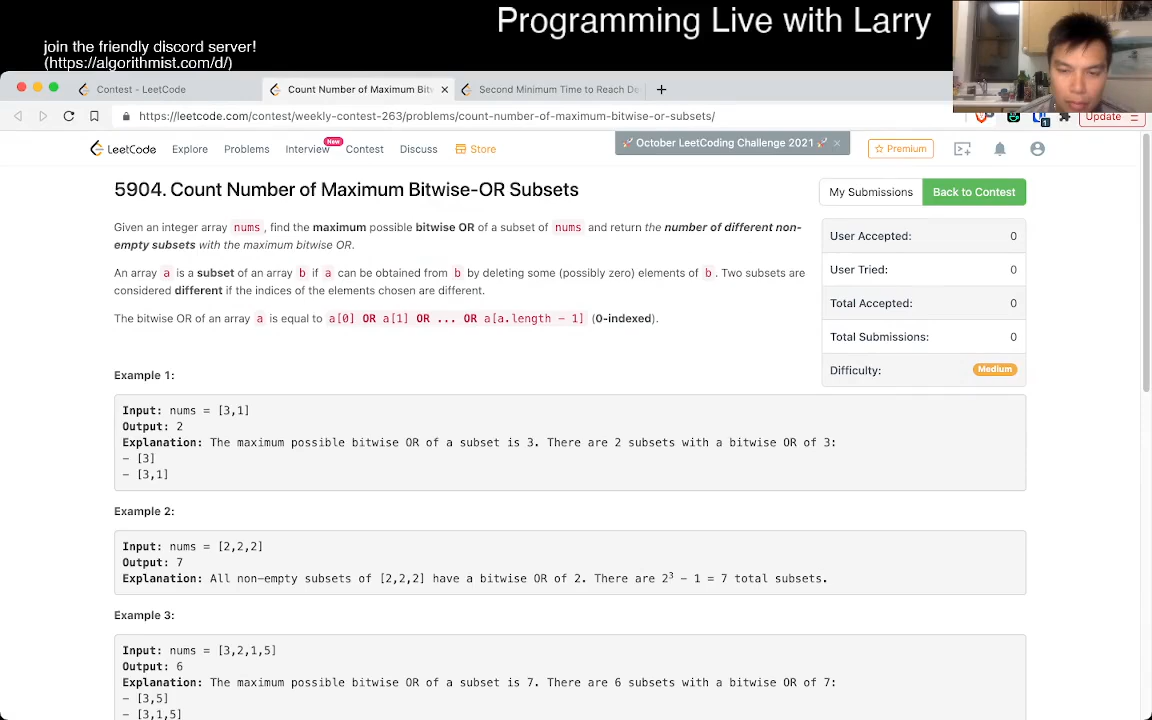 Programming Live with Larry
join the friendly discord server!
(https://algorithmist.com/d/)
Contest - LeetCode
Count Number of Maximum Bit
Second Minimum Time to Reach De
https://leetcode.com/contest/weekly-contest-263/problems/count-number-of-maximum-bitwise-or-subsets/
Update
LeetCode
Explore
Problems
Interview
New
Contest
Discuss
Store
October LeetCoding Challenge 2021
Premium
5904. Count Number of Maximum Bitwise-OR Subsets
My Submissions
Back to Contest
Given an integer array nums , find the maximum possible bitwise OR of a subset of nums and return the number of different non-
empty subsets with the maximum bitwise OR.
An array a is a subset of an array b if a can be obtained from b by deleting some (possibly zero) elements of b . Two subsets are
considered different if the indices of the elements chosen are different.
The bitwise OR of an array a is equal to a[0] OR a[1] OR ... OR a[a.length - 1] (0-indexed).
User Accepted: 0
User Tried: 0
Total Accepted: 0
Total Submissions: 0
Difficulty: Medium
Example 1:
Input: nums = [3,1]
Output: 2
Explanation: The maximum possible bitwise OR of a subset is 3. There are 2 subsets with a bitwise OR of 3:
- [3]
- [3,1]
Example 2:
Input: nums = [2,2,2]
Output: 7
Explanation: All non-empty subsets of [2,2,2] have a bitwise OR of 2. There are 2³ - 1 = 7 total subsets.
Example 3:
Input: nums = [3,2,1,5]
Output: 6
Explanation: The maximum possible bitwise OR of a subset is 7. There are 6 subsets with a bitwise OR of 7:
- [3,5]
- [3,1,5]